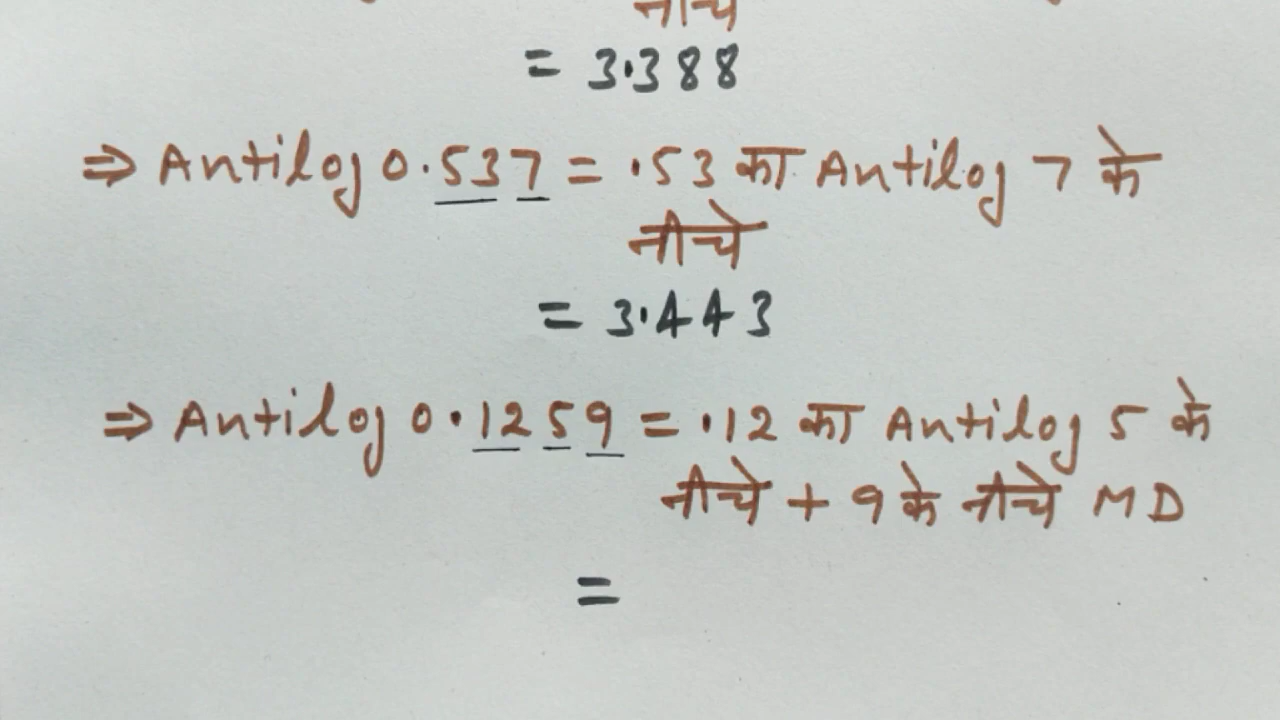 नीचे
= 3.388
⇒ Antilog 0.537 = .53 का Antilog 7 के
नीचे
= 3.443
⇒ Antilog 0.1259 = .12 का Antilog 5 के
नीचे + 9 के नीचे MD
=